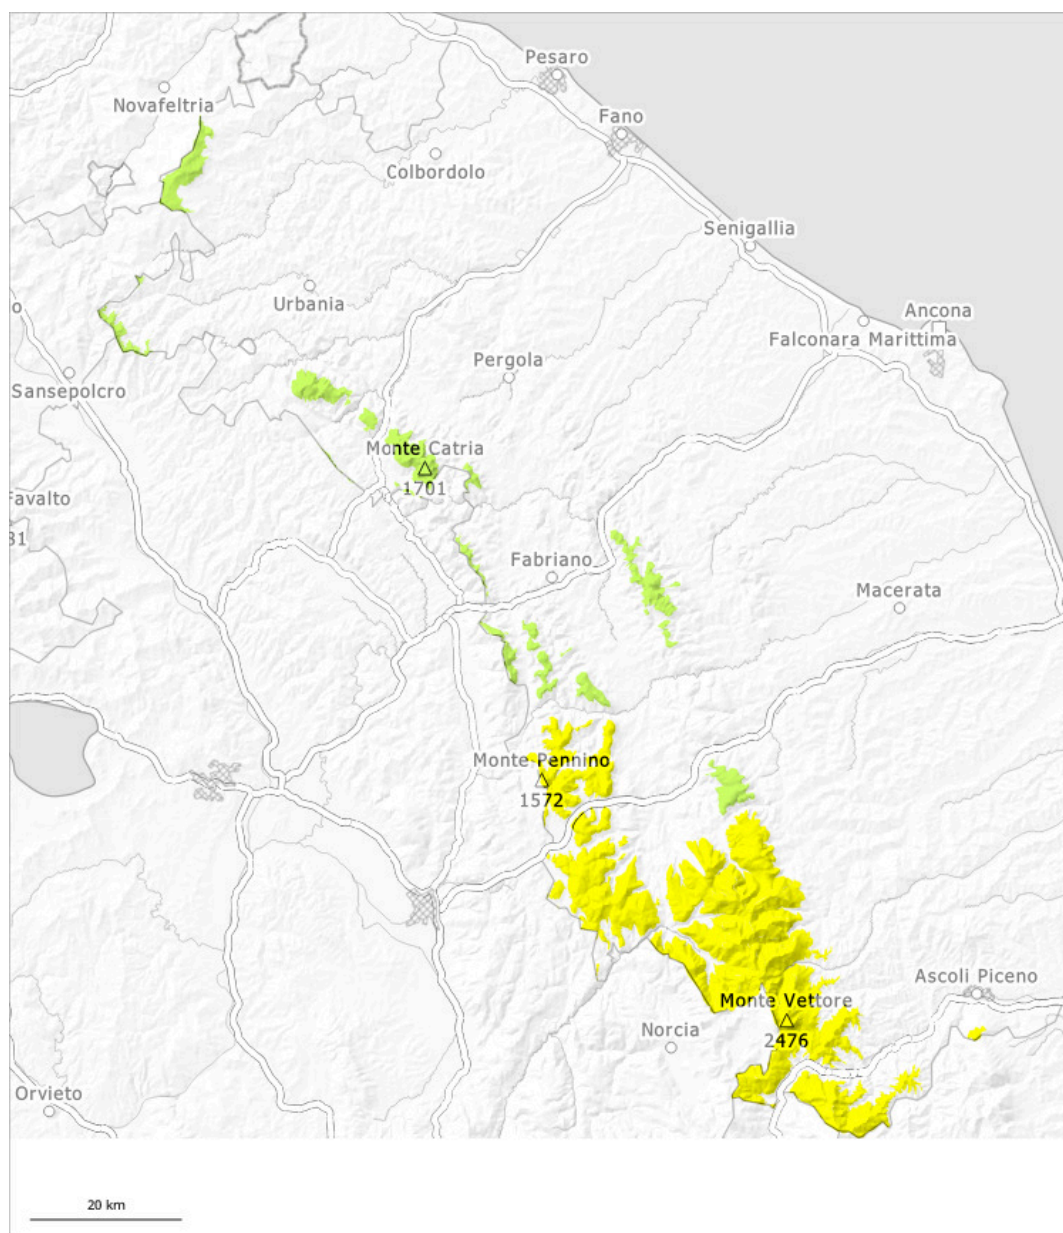 Pesaro
Novafeltria
Fano
Colbordolo
Senigallia
Urbania
Ancona
Falconara Marittima
Pergola
Sansepolcro
Monte Catria
1701
Favalto
31
Fabriano
Macerata
Monte Pennino
1572
Ascoli Piceno
Monte Vettore
2476
Norcia
Orvieto
20 km